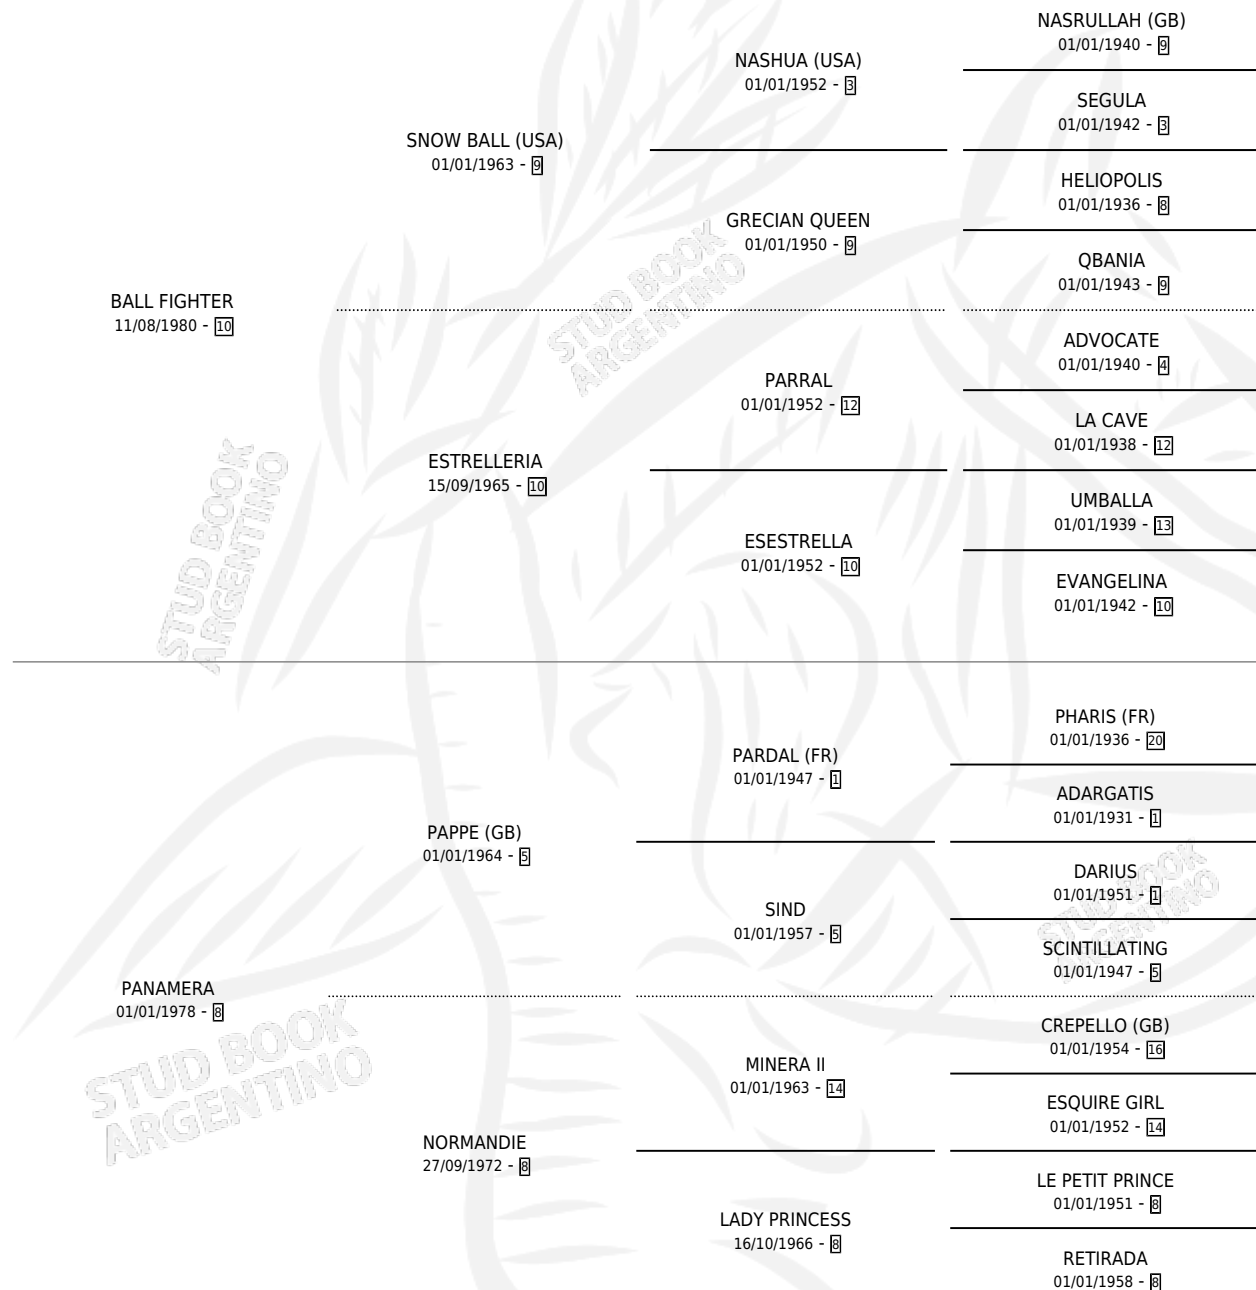 NASRULLAH (GB)
01/01/1940 - 9
NASHUA (USA)
01/01/1952 - 3
SEGULA
01/01/1942 - 3
SNOW BALL (USA)
01/01/1963 - 9
HELIOPOLIS
01/01/1936 - 8
GRECIAN QUEEN
01/01/1950 - 9
QBANIA
01/01/1943 - 9
BALL FIGHTER
11/08/1980 - 10
ADVOCATE
01/01/1940 - 4
PARRAL
01/01/1952 - 12
LA CAVE
01/01/1938 - 12
ESTRELLERIA
15/09/1965 - 10
UMBALLA
01/01/1939 - 13
ESESTRELLA
01/01/1952 - 10
EVANGELINA
01/01/1942 - 10
PHARIS (FR)
01/01/1936 - 20
PARDAL (FR)
01/01/1947 - 1
ADARGATIS
01/01/1931 - 1
PAPPE (GB)
01/01/1964 - 5
DARIUS
01/01/1951 - 1
SIND
01/01/1957 - 5
SCINTILLATING
01/01/1947 - 5
PANAMERA
01/01/1978 - 8
CREPELLO (GB)
01/01/1954 - 16
MINERA II
01/01/1963 - 14
ESQUIRE GIRL
01/01/1952 - 14
NORMANDIE
27/09/1972 - 8
LE PETIT PRINCE
01/01/1951 - 8
LADY PRINCESS
16/10/1966 - 8
RETIRADA
01/01/1958 - 8
STUD BOOK
ARGENTINO
STUD BOOK
ARGENTINO
STUD BOOK
ARGENTINO
STUD BOOK
ARGENTINO